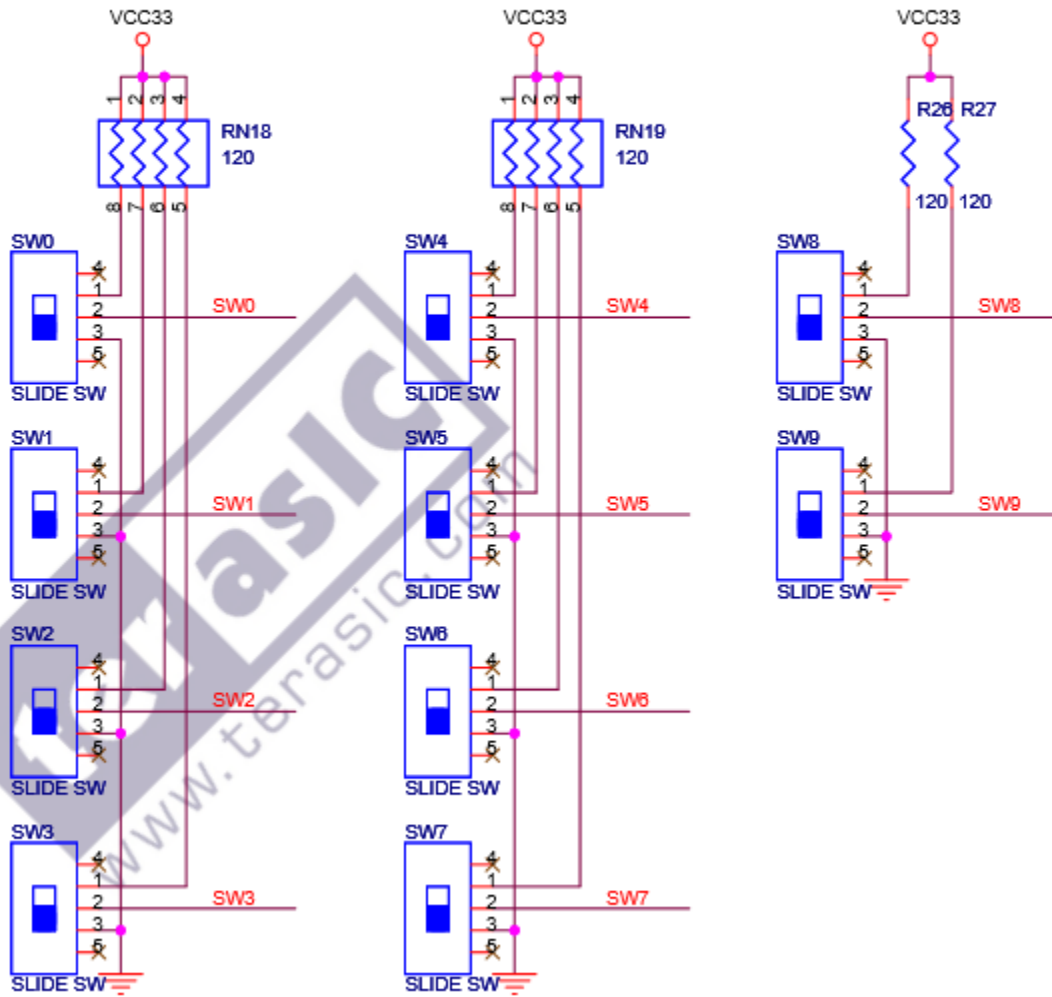 VCC33
1 2 3 4
RN18
120
8 7 6 5
SW0
4
1
2
3
5
SW0
SLIDE SW
SW1
4
1
2
3
5
SW1
SLIDE SW
SW2
4
1
2
3
5
SW2
SLIDE SW
SW3
4
1
2
3
5
SW3
SLIDE SW
VCC33
1 2 3 4
RN19
120
8 7 6 5
SW4
4
1
2
3
5
SW4
SLIDE SW
SW5
4
1
2
3
5
SW5
SLIDE SW
SW6
4
1
2
3
5
SW6
SLIDE SW
SW7
4
1
2
3
5
SW7
SLIDE SW
VCC33
R26 R27
120 120
SW8
4
1
2
3
5
SW8
SLIDE SW
SW9
4
1
2
3
5
SW9
SLIDE SW
terasIC
www.terasic.com